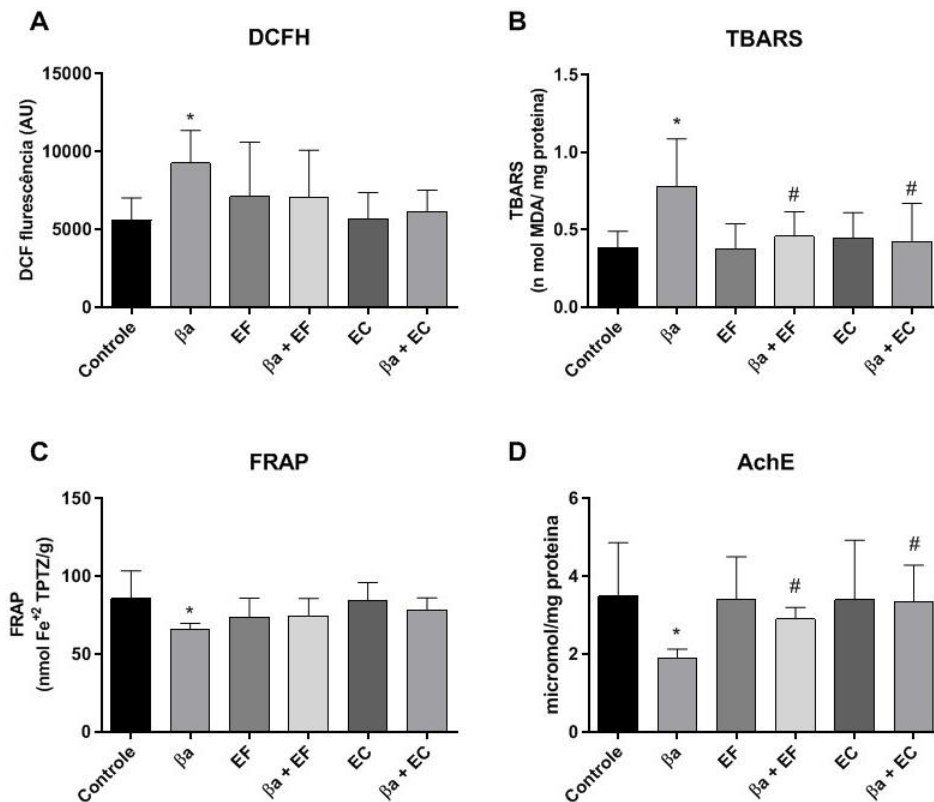 A
DCFH
DCF flurescência (AU)
15000
10000
5000
0
*
Controle
βa
EF
βa + EF
EC
βa + EC
B
TBARS
TBARS
(n mol MDA/ mg proteina)
1.5
1.0
0.5
0.0
*
#
#
Controle
βa
EF
βa + EF
EC
βa + EC
C
FRAP
FRAP
(nmol Fe⁺² TPTZ/g)
150
100
50
0
*
Controle
βa
EF
βa + EF
EC
βa + EC
D
AchE
micromol/mg proteina
6
4
2
0
*
#
#
Controle
βa
EF
βa + EF
EC
βa + EC